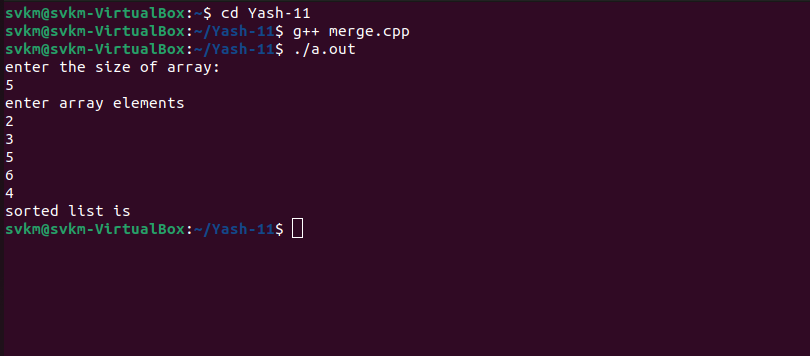 svkm@svkm-VirtualBox:~$ cd Yash-11
svkm@svkm-VirtualBox:~/Yash-11$ g++ merge.cpp
svkm@svkm-VirtualBox:~/Yash-11$ ./a.out
enter the size of array:
5
enter array elements
2
3
5
6
4
sorted list is
svkm@svkm-VirtualBox:~/Yash-11$